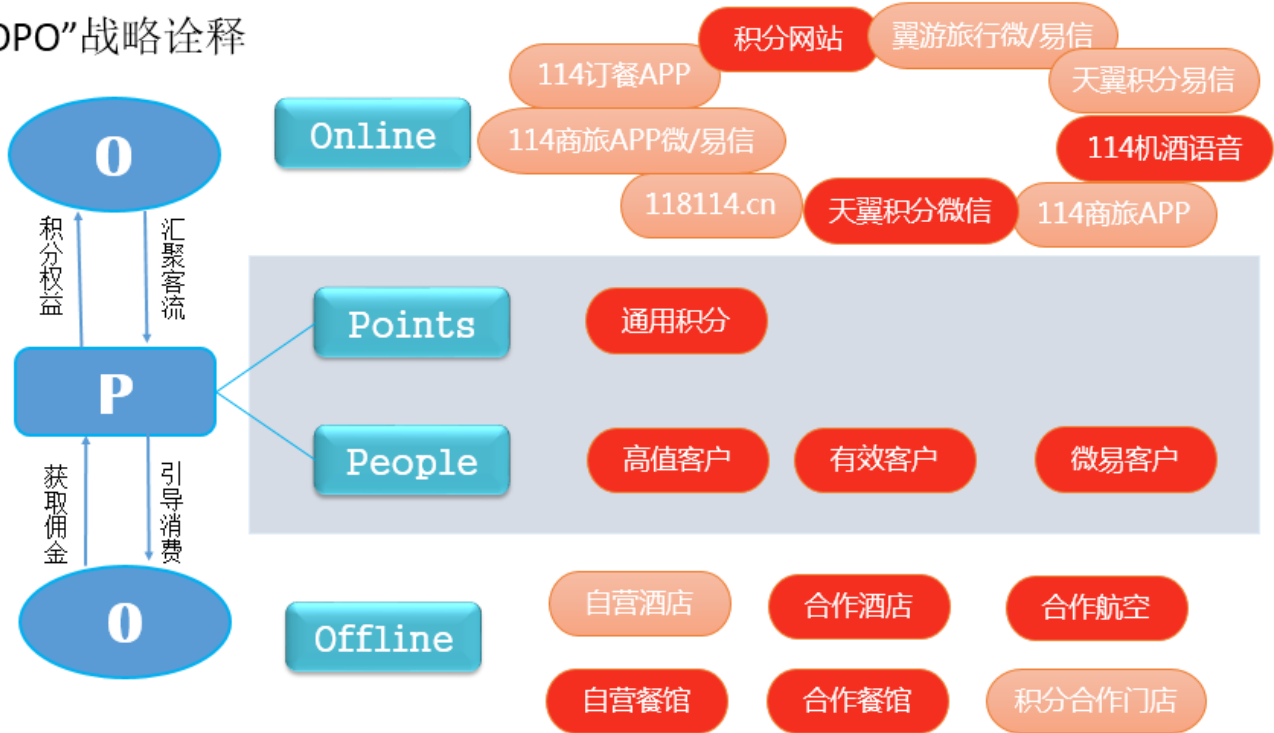 OPO”战略诠释
积分网站
翼游旅行微/易信
114订餐APP
天翼积分易信
O
Online
114商旅APP微/易信
114机酒语音
118114.cn
天翼积分微信
114商旅APP
积分权益
汇聚客流
P
Points
通用积分
People
高值客户
有效客户
微易客户
获取佣金
引导消费
O
Offline
自营酒店
合作酒店
合作航空
自营餐馆
合作餐馆
积分合作门店